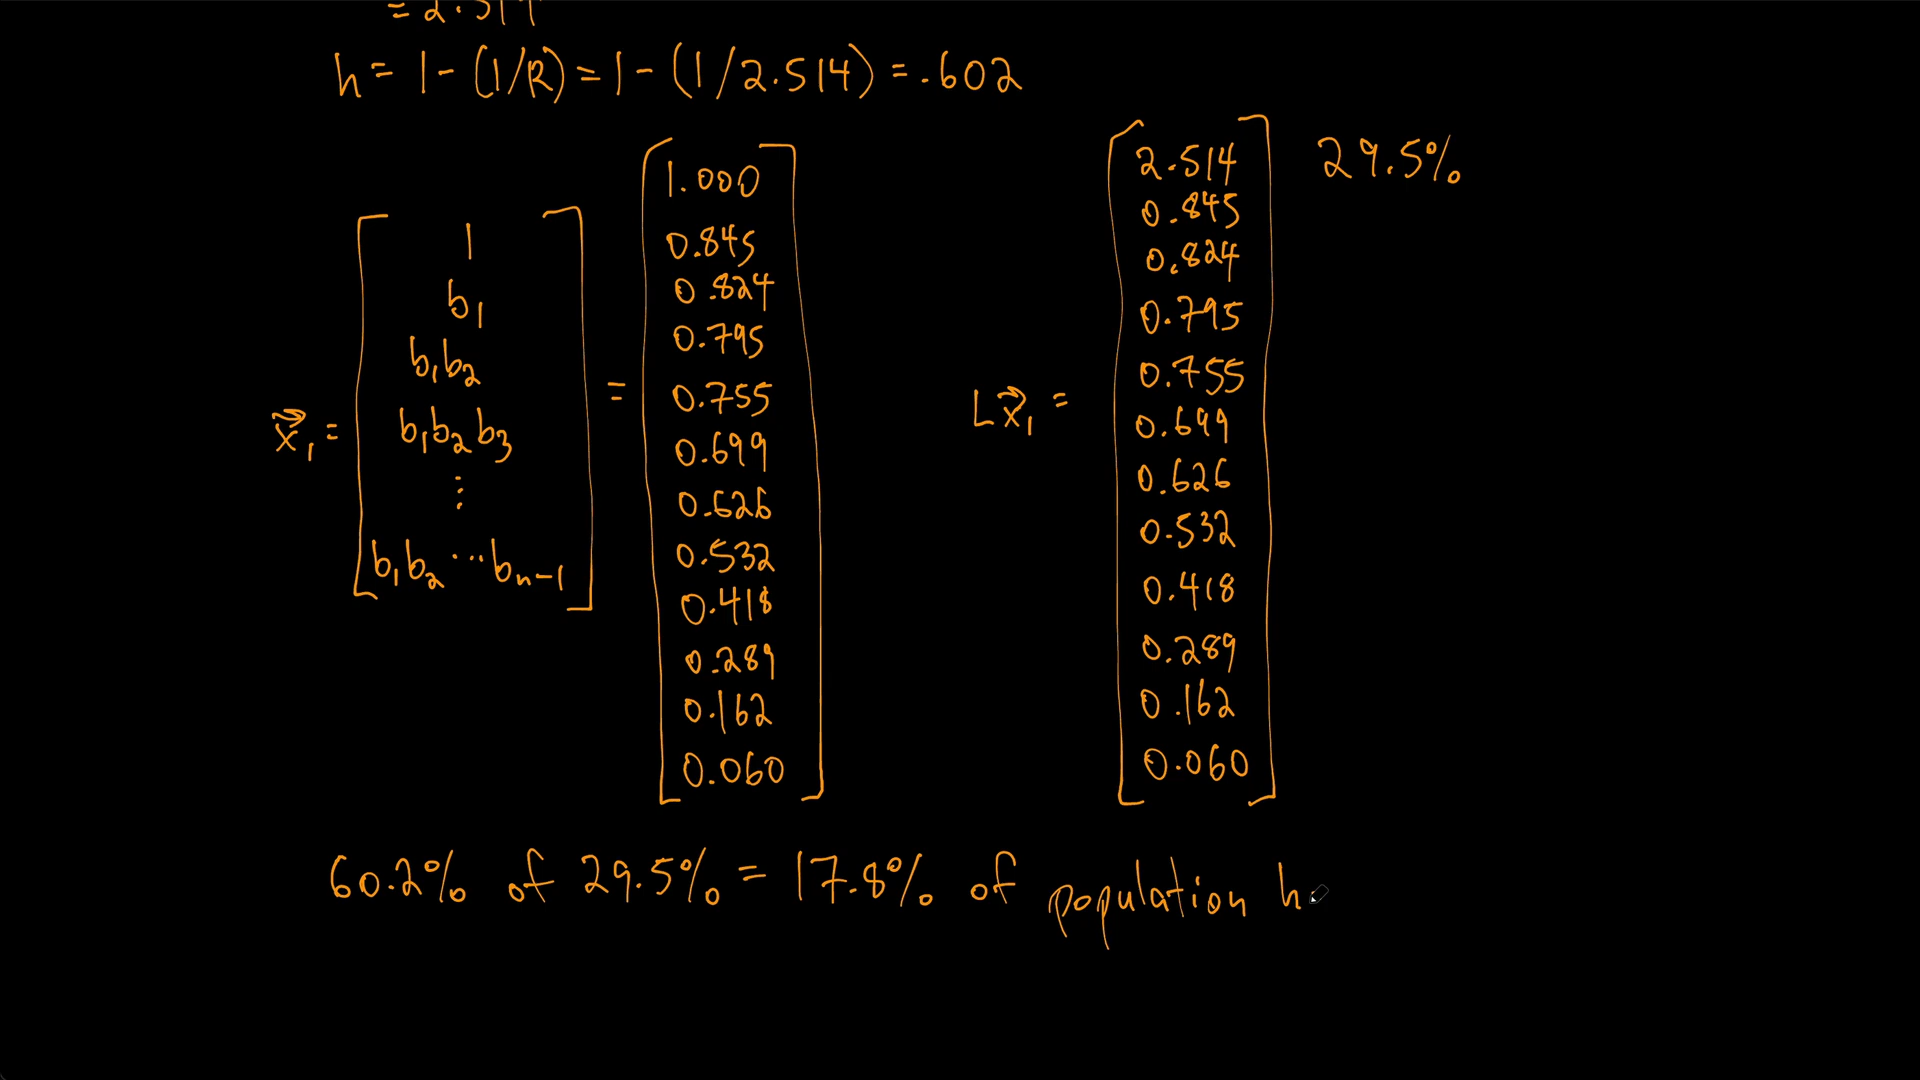 = 2.514
h = 1 - (1/R) = 1 - (1/2.514) = .602
x⃗₁ = [ 1 b₁ b₁b₂ b₁b₂b₃ ⋮ b₁b₂ ⋯ bₙ₋₁ ] = [ 1.000 0.845 0.824 0.795 0.755 0.699 0.626 0.532 0.418 0.289 0.162 0.060 ]
Lx⃗₁ = [ 2.514 0.845 0.824 0.795 0.755 0.699 0.626 0.532 0.418 0.289 0.162 0.060 ] 29.5%
60.2% of 29.5% = 17.8% of population h